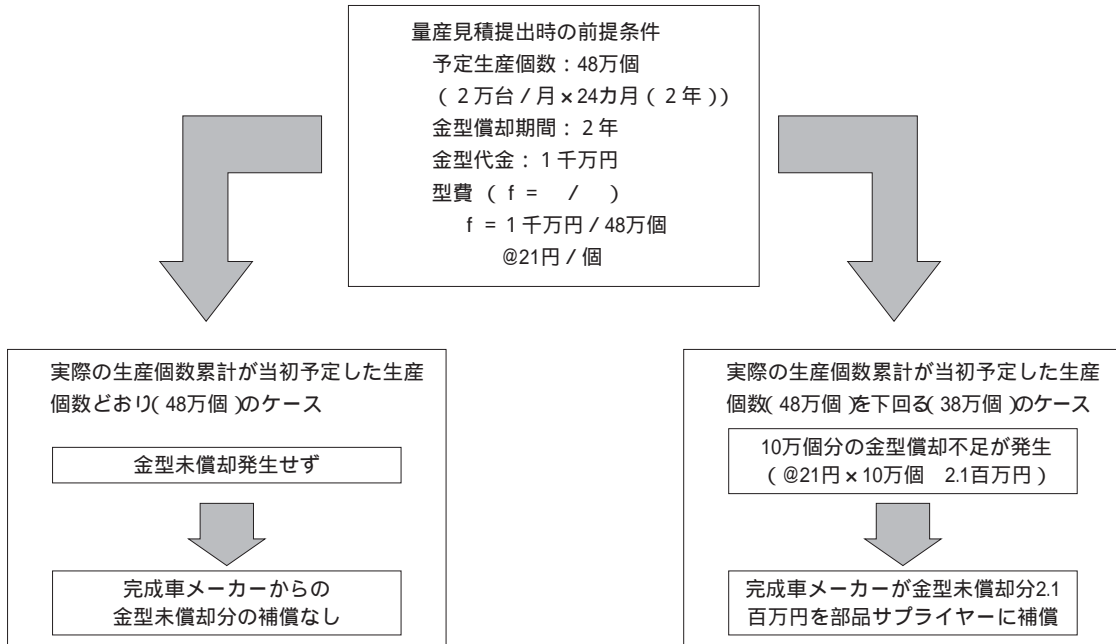 量産見積提出時の前提条件
予定生産個数：48万個
（２万台／月×24カ月（２年））
金型償却期間：２年
金型代金：１千万円
型費（ｆ＝　／　）
ｆ＝１千万円／48万個
@21円／個
実際の生産個数累計が当初予定した生産
個数どおり（48万個）のケース
金型未償却発生せず
完成車メーカーからの
金型未償却分の補償なし
実際の生産個数累計が当初予定した生産
個数（48万個）を下回る（38万個）のケース
10万個分の金型償却不足が発生
（@21円×10万個　2.1百万円）
完成車メーカーが金型未償却分2.1
百万円を部品サプライヤーに補償